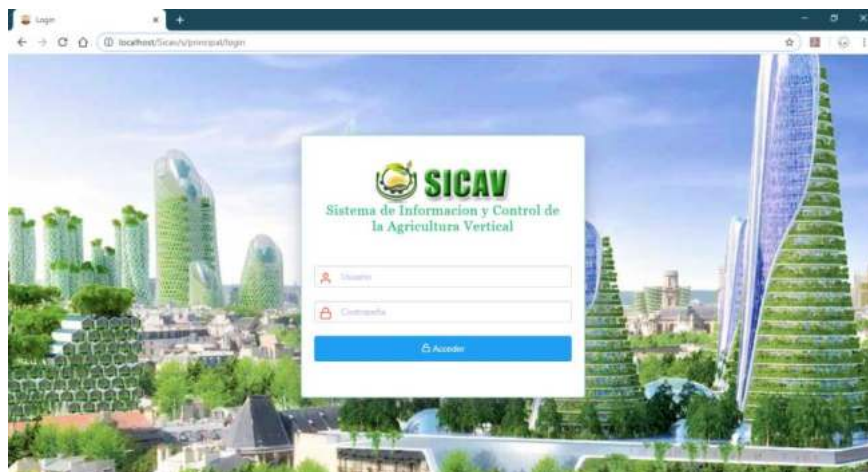 Login
localhost/Sicav/s/principal/login
SICAV
Sistema de Informacion y Control de
la Agricultura Vertical
Usuario
Contraseña
Acceder